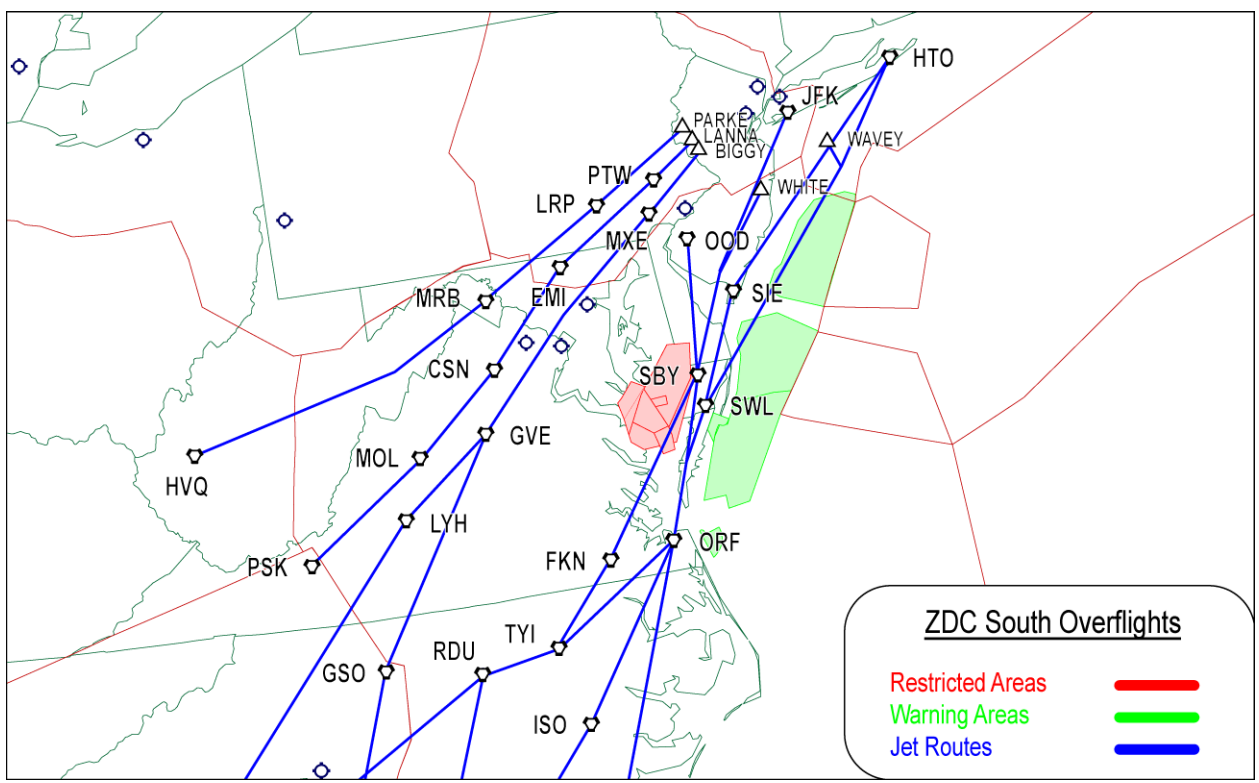 HTO
JFK
PARKE
LANNA
WAVEY
BIGGY
PTW
WHITE
LRP
MXE
OOD
SIE
MRB
EMI
CSN
SBY
SWL
GVE
MOL
HVQ
LYH
ORF
FKN
PSK
TYI
RDU
GSO
ISO
ZDC South Overflights
Restricted Areas
Warning Areas
Jet Routes